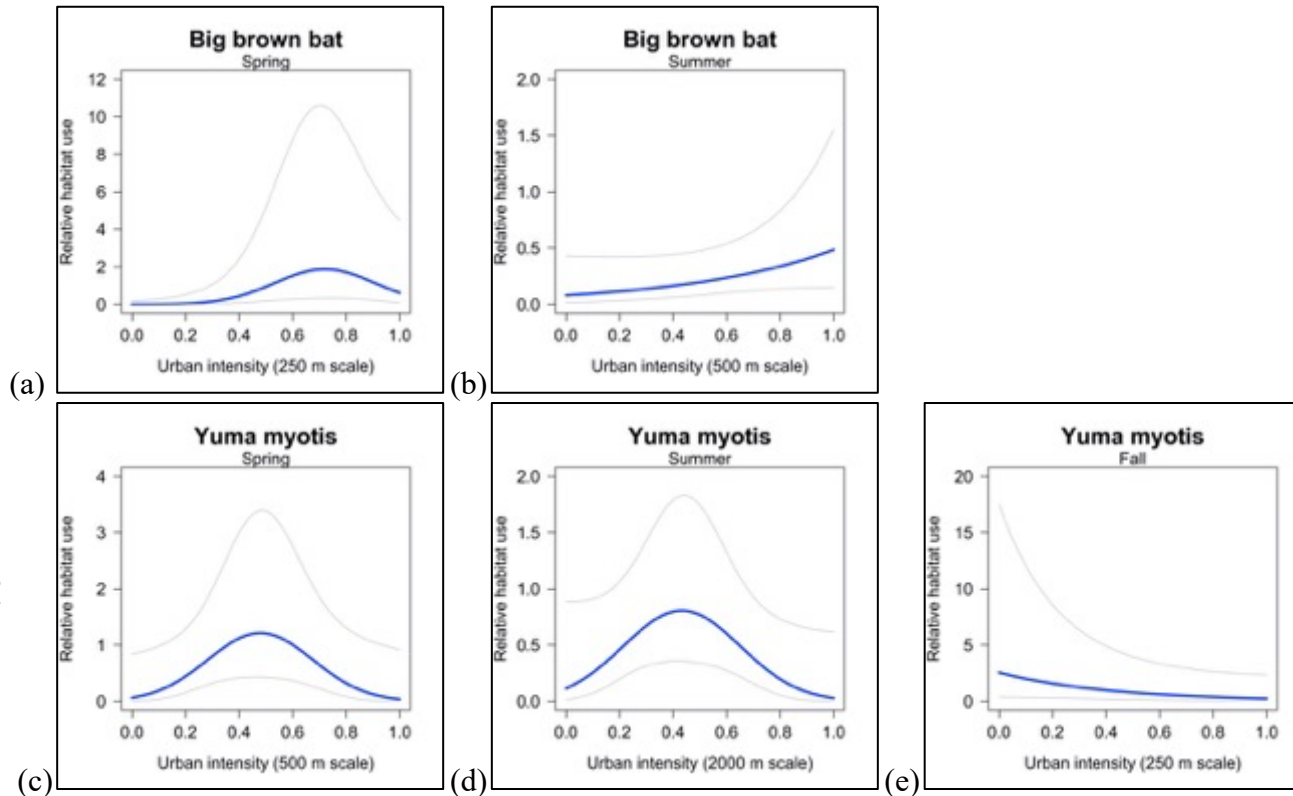 Big brown bat
Spring
12
10
8
6
4
2
0
Relative habitat use
0.0 0.2 0.4 0.6 0.8 1.0
Urban intensity (250 m scale)
(a)
Big brown bat
Summer
2.0
1.5
1.0
0.5
0.0
Relative habitat use
0.0 0.2 0.4 0.6 0.8 1.0
Urban intensity (500 m scale)
(b)
Yuma myotis
Spring
4
3
2
1
0
Relative habitat use
0.0 0.2 0.4 0.6 0.8 1.0
Urban intensity (500 m scale)
(c)
Yuma myotis
Summer
2.0
1.5
1.0
0.5
0.0
Relative habitat use
0.0 0.2 0.4 0.6 0.8 1.0
Urban intensity (2000 m scale)
(d)
Yuma myotis
Fall
20
15
10
5
0
Relative habitat use
0.0 0.2 0.4 0.6 0.8 1.0
Urban intensity (250 m scale)
(e)